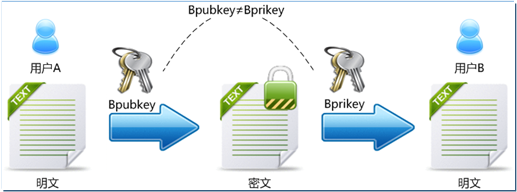 Bpubkey≠Bprikey
用户A
用户B
TEXT
Bpubkey
TEXT
Bprikey
TEXT
明文
密文
明文